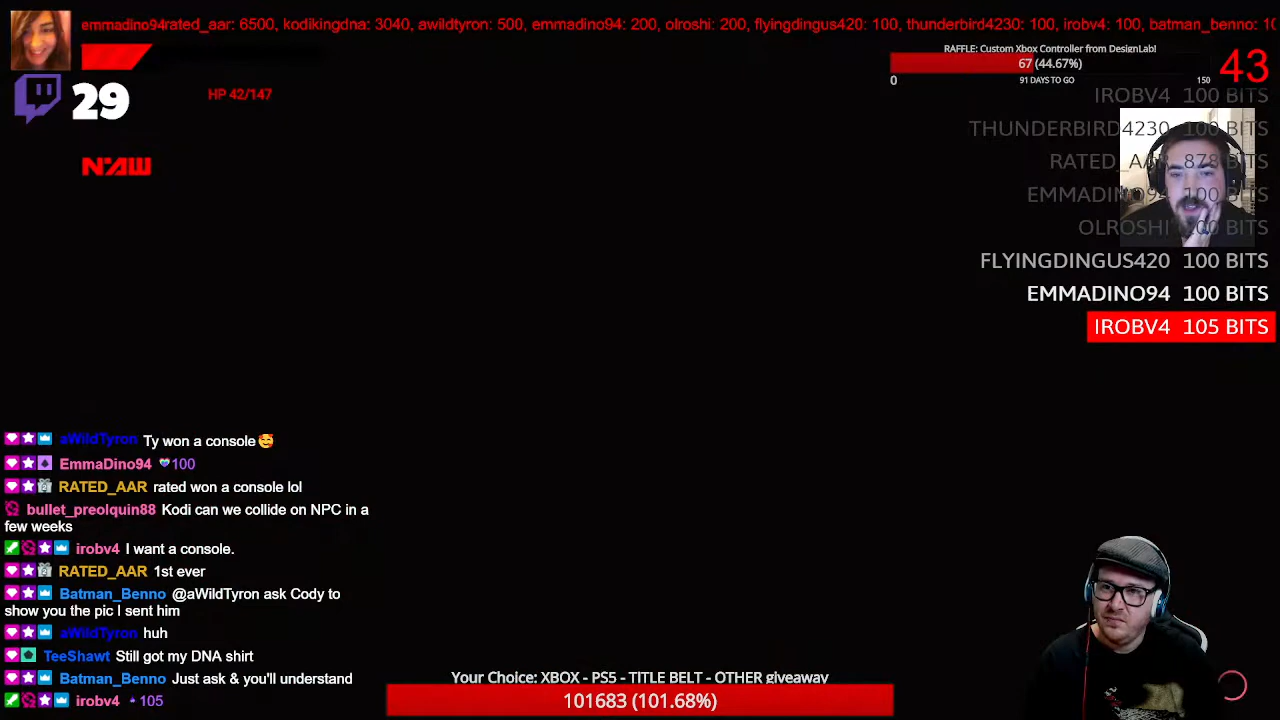 emmadino94rated_aar: 6500, kodikingdna: 3040, awildtyron: 500, emmadino94: 200, olroshi: 200, flyingdingus420: 100, thunderbird4230: 100, irobv4: 100, batman_benno: 10
RAFFLE: Custom Xbox Controller from DesignLab!
67 (44.67%)
43
0
91 DAYS TO GO
150
29
HP 42/147
NAW
IROBV4 100 BITS
THUNDERBIRD4230 100 BITS
RATED_AAR 878 BITS
EMMADINO94 100 BITS
OLROSHI 200 BITS
FLYINGDINGUS420 100 BITS
EMMADINO94 100 BITS
IROBV4 105 BITS
aWildTyron Ty won a console🥰
EmmaDino94 100
RATED_AAR rated won a console lol
bullet_preolquin88 Kodi can we collide on NPC in a
few weeks
irobv4 I want a console.
RATED_AAR 1st ever
Batman_Benno @aWildTyron ask Cody to
show you the pic I sent him
aWildTyron huh
TeeShawt Still got my DNA shirt
Batman_Benno Just ask & you'll understand
irobv4 105
Your Choice: XBOX - PS5 - TITLE BELT - OTHER giveaway
101683 (101.68%)